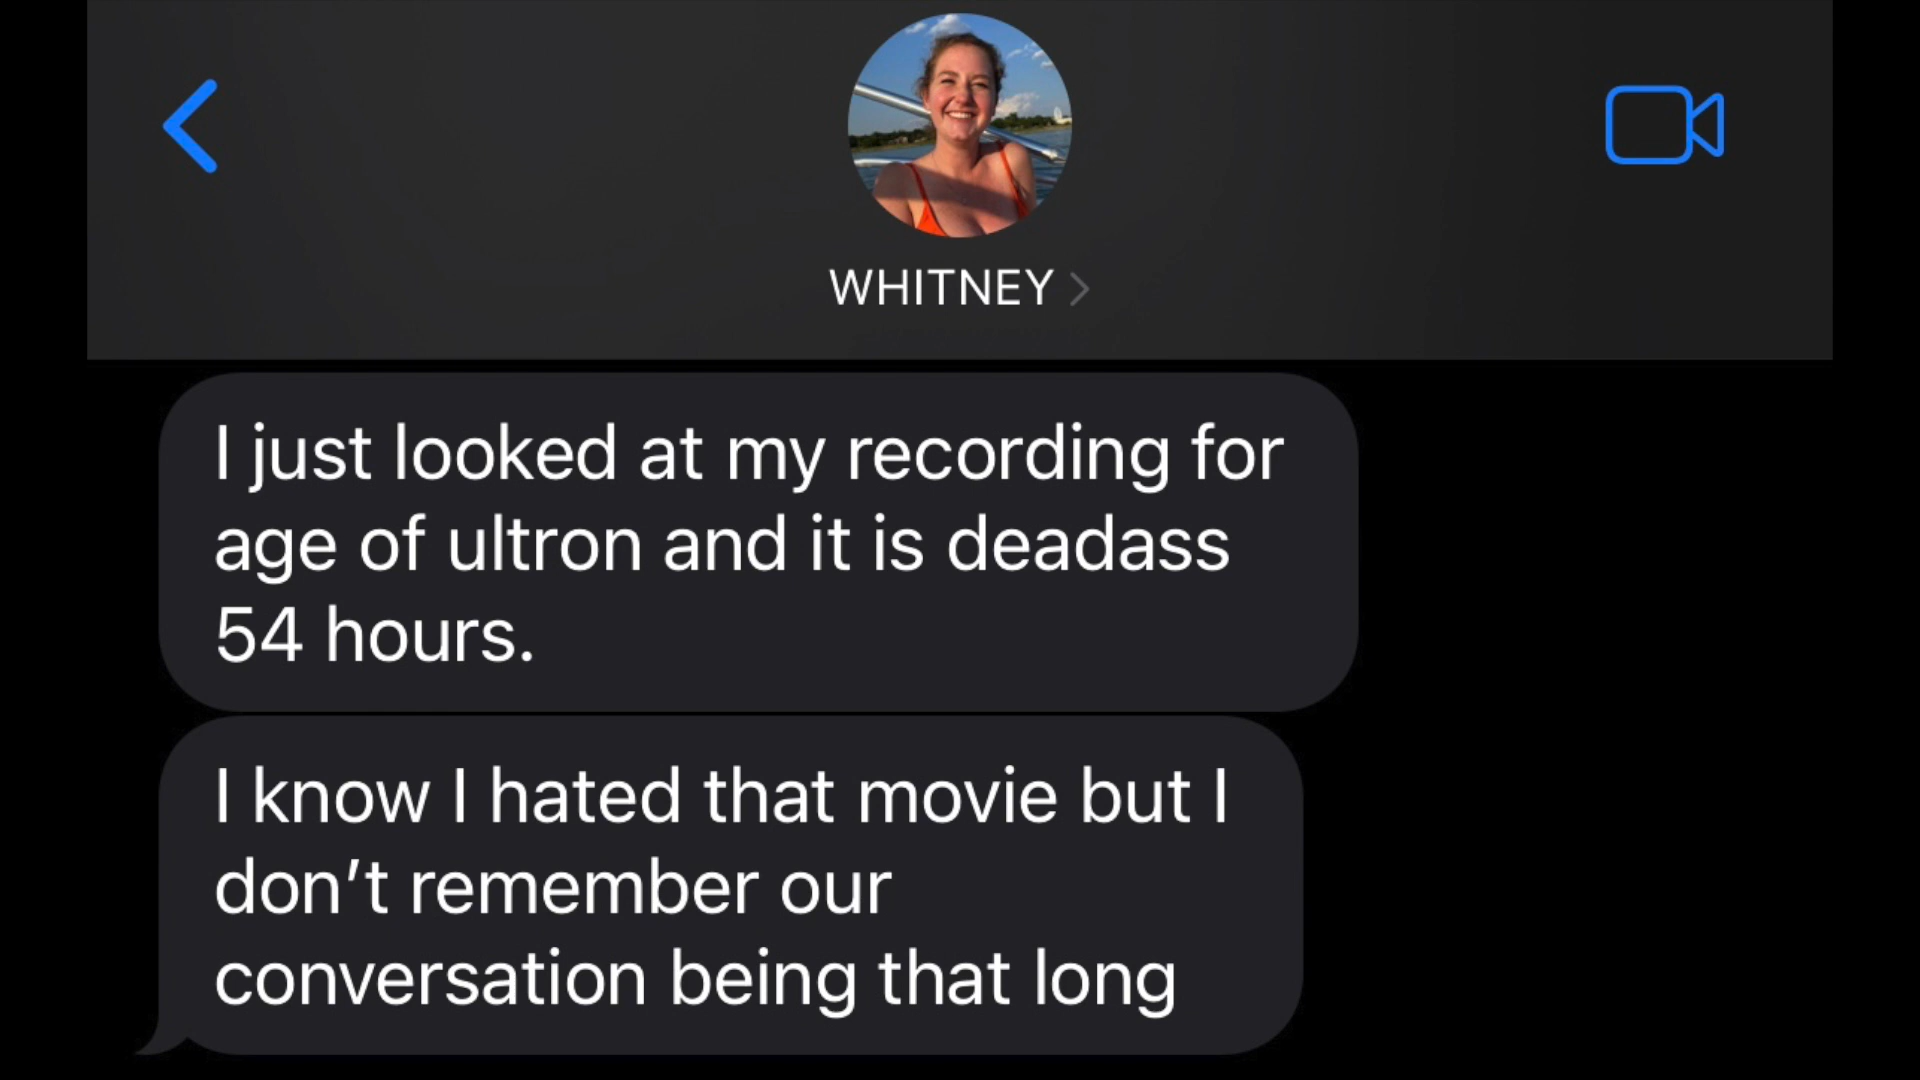 WHITNEY
I just looked at my recording for
age of ultron and it is deadass
54 hours.
I know I hated that movie but I
don’t remember our
conversation being that long